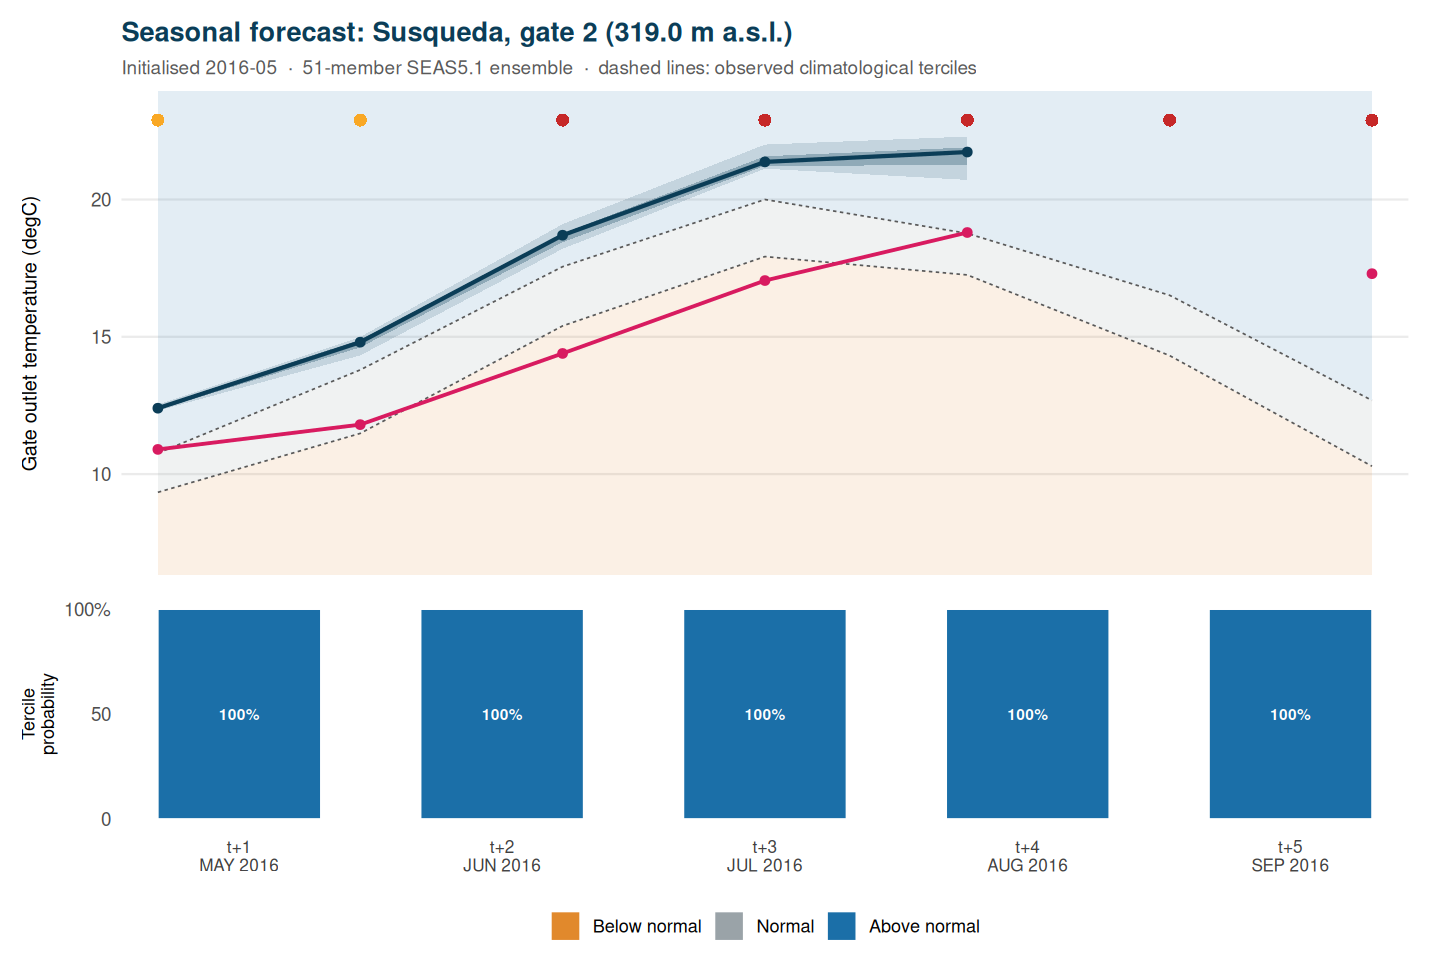 Seasonal forecast: Susqueda, gate 2 (319.0 m a.s.l.)
Initialised 2016-05 · 51-member SEAS5.1 ensemble · dashed lines: observed climatological terciles
Gate outlet temperature (degC)
20
15
10
Tercile
probability
100%
50
0
100%
100%
100%
100%
100%
t+1
MAY 2016
t+2
JUN 2016
t+3
JUL 2016
t+4
AUG 2016
t+5
SEP 2016
Below normal
Normal
Above normal